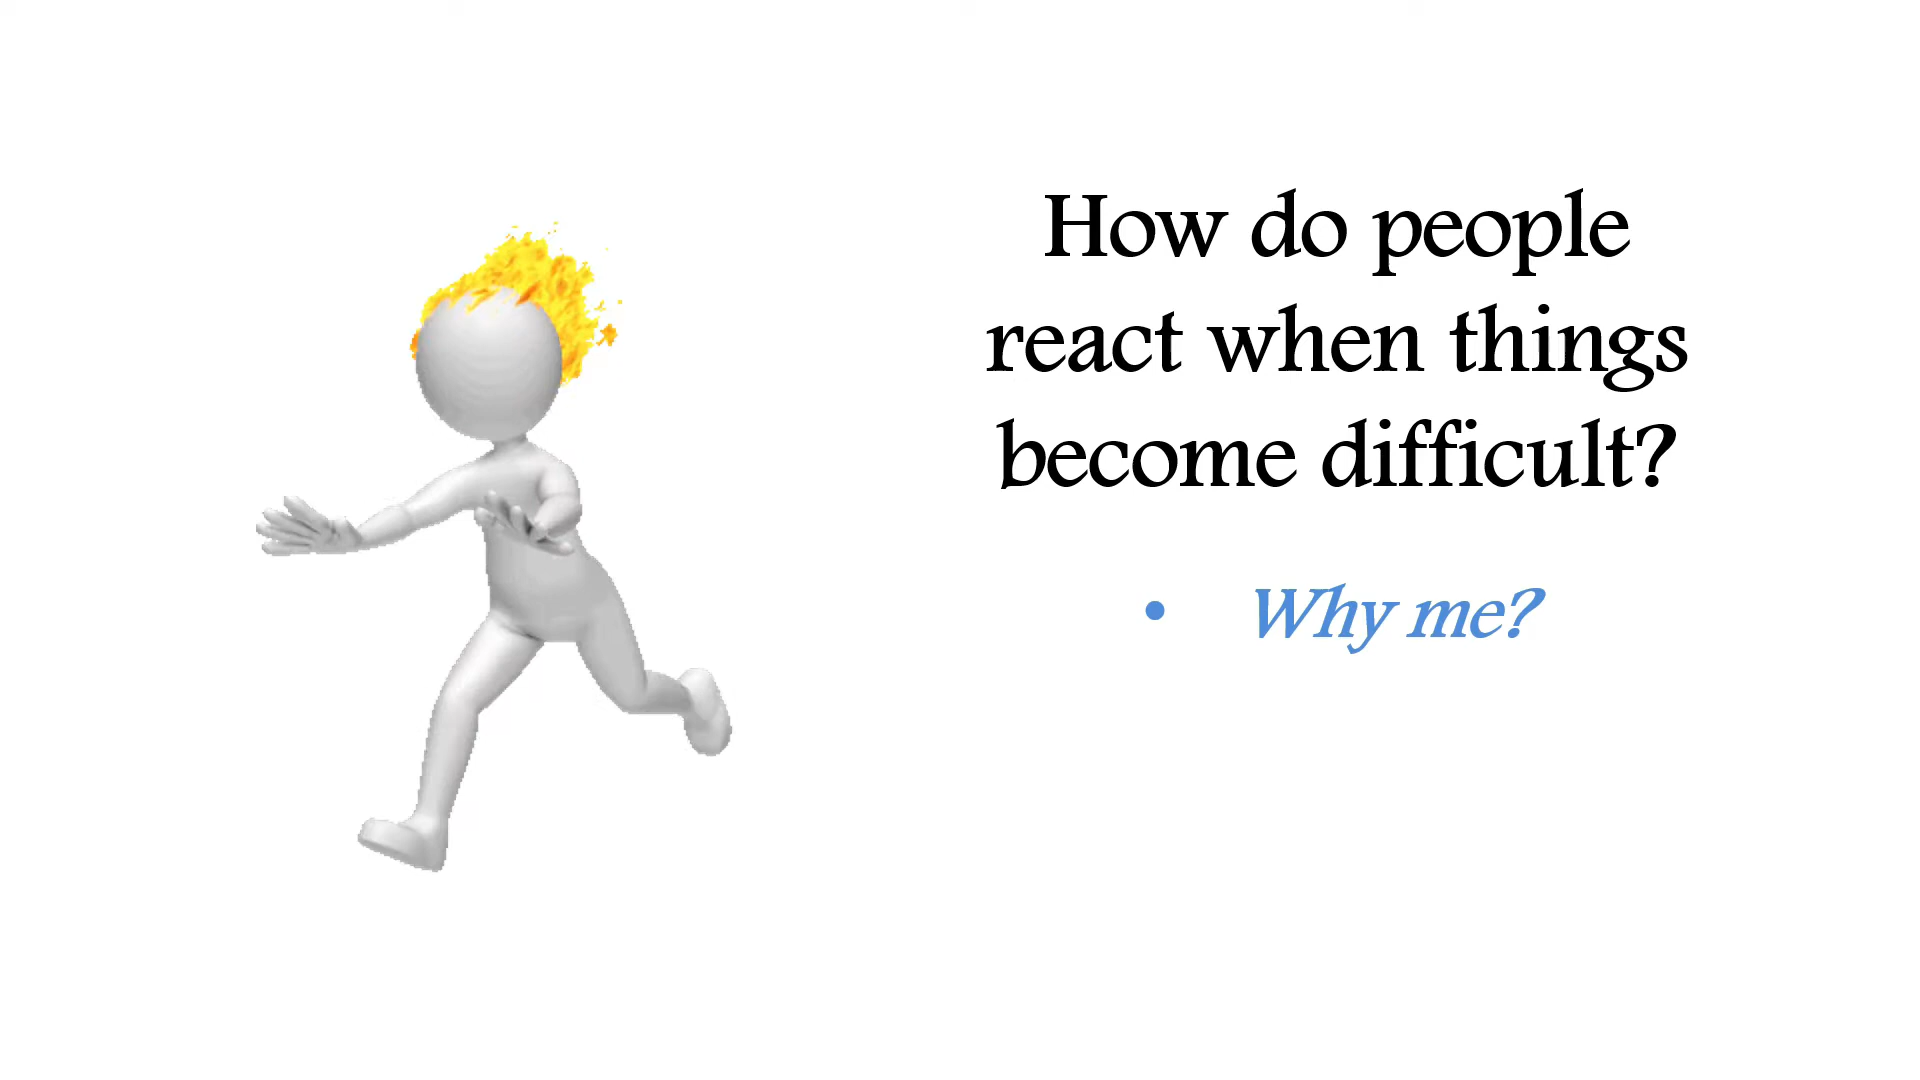 How do people
react when things
become difficult?
• Why me?